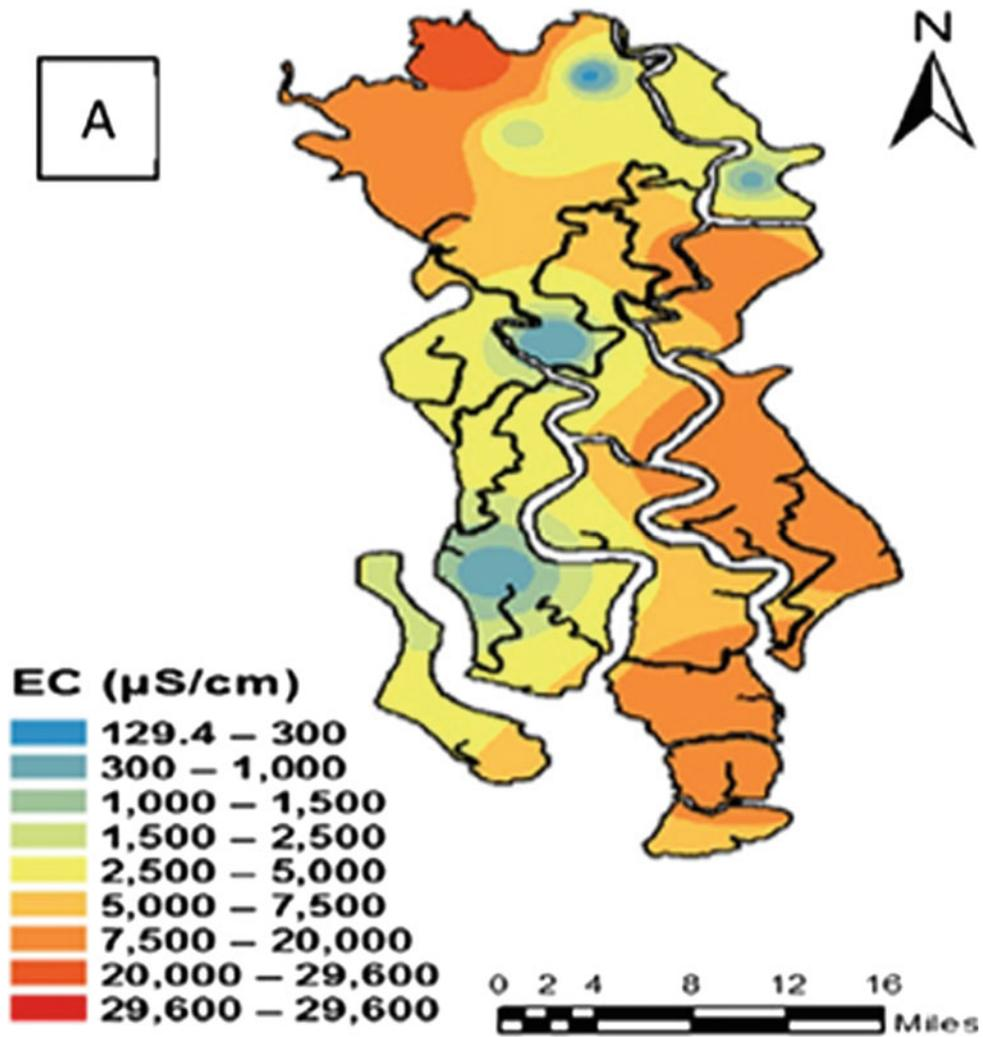 N
A
EC (µS/cm)
129.4 – 300
300 – 1,000
1,000 – 1,500
1,500 – 2,500
2,500 – 5,000
5,000 – 7,500
7,500 – 20,000
20,000 – 29,600
29,600 – 29,600
0 2 4 8 12 16
Miles